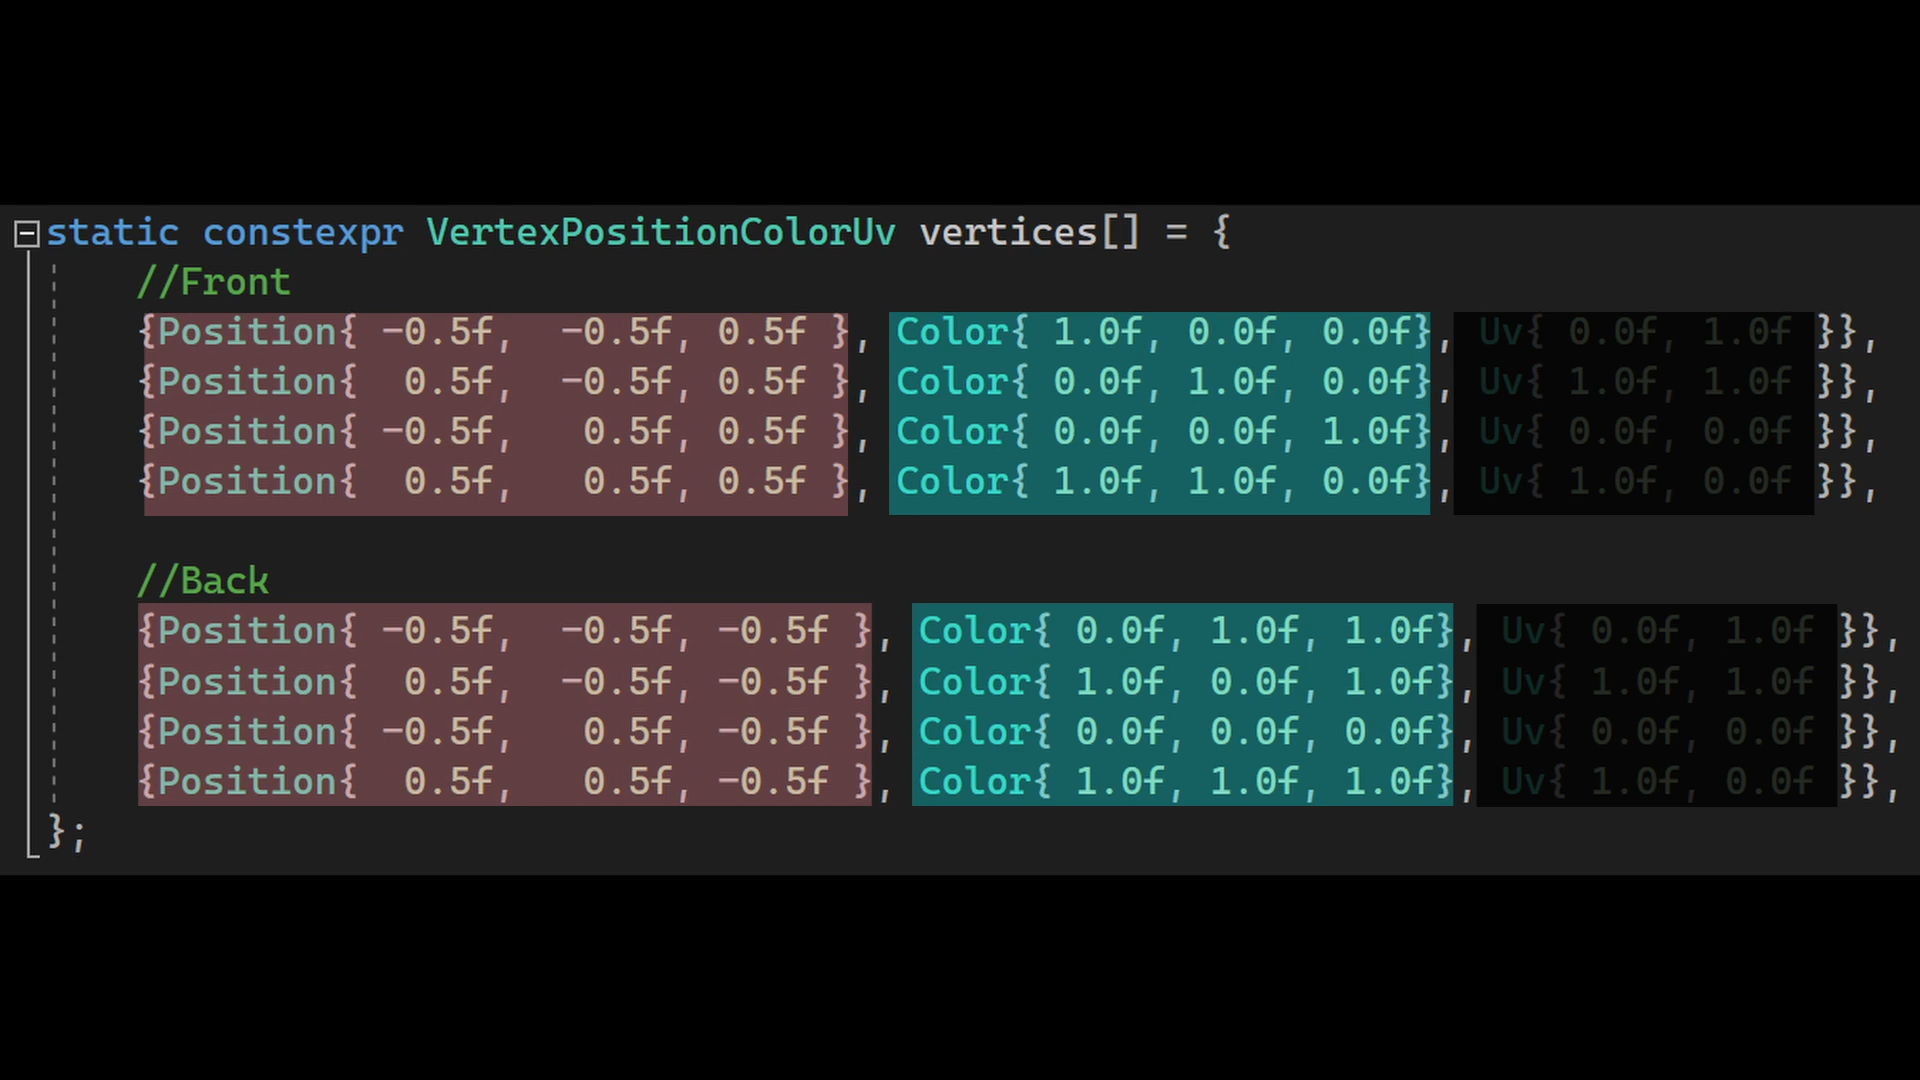 static constexpr VertexPositionColorUv vertices[] = {
//Front
{Position{ -0.5f, -0.5f, 0.5f }, Color{ 1.0f, 0.0f, 0.0f}, Uv{ 0.0f, 1.0f }},
{Position{ 0.5f, -0.5f, 0.5f }, Color{ 0.0f, 1.0f, 0.0f}, Uv{ 1.0f, 1.0f }},
{Position{ -0.5f, 0.5f, 0.5f }, Color{ 0.0f, 0.0f, 1.0f}, Uv{ 0.0f, 0.0f }},
{Position{ 0.5f, 0.5f, 0.5f }, Color{ 1.0f, 1.0f, 0.0f}, Uv{ 1.0f, 0.0f }},
//Back
{Position{ -0.5f, -0.5f, -0.5f }, Color{ 0.0f, 1.0f, 1.0f}, Uv{ 0.0f, 1.0f }},
{Position{ 0.5f, -0.5f, -0.5f }, Color{ 1.0f, 0.0f, 1.0f}, Uv{ 1.0f, 1.0f }},
{Position{ -0.5f, 0.5f, -0.5f }, Color{ 0.0f, 0.0f, 0.0f}, Uv{ 0.0f, 0.0f }},
{Position{ 0.5f, 0.5f, -0.5f }, Color{ 1.0f, 1.0f, 1.0f}, Uv{ 1.0f, 0.0f }},
};